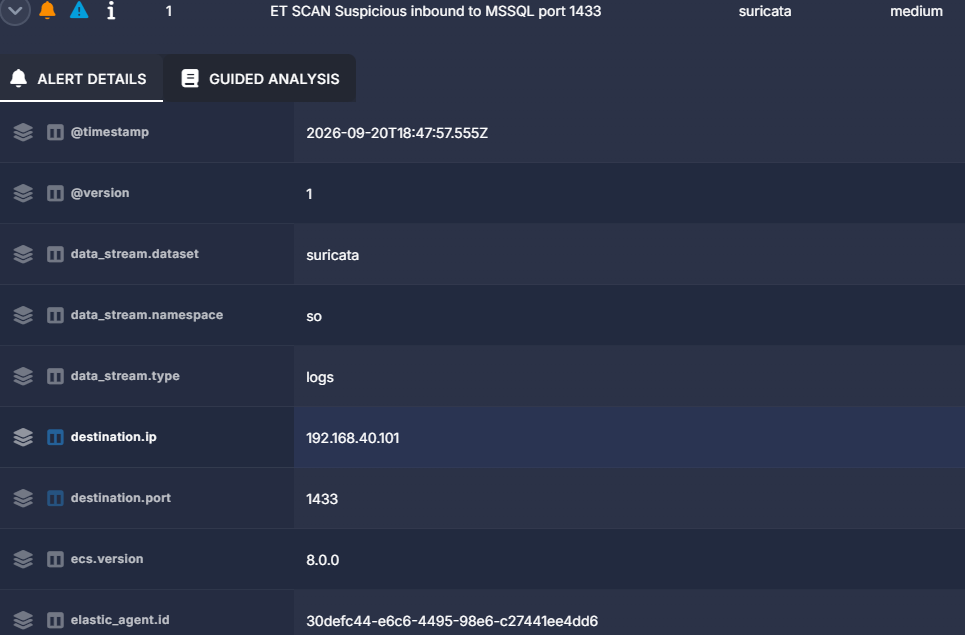 1 ET SCAN Suspicious inbound to MSSQL port 1433 suricata medium
ALERT DETAILS GUIDED ANALYSIS
@timestamp 2026-09-20T18:47:57.555Z
@version 1
data_stream.dataset suricata
data_stream.namespace so
data_stream.type logs
destination.ip 192.168.40.101
destination.port 1433
ecs.version 8.0.0
elastic_agent.id 30defc44-e6c6-4495-98e6-c27441ee4dd6